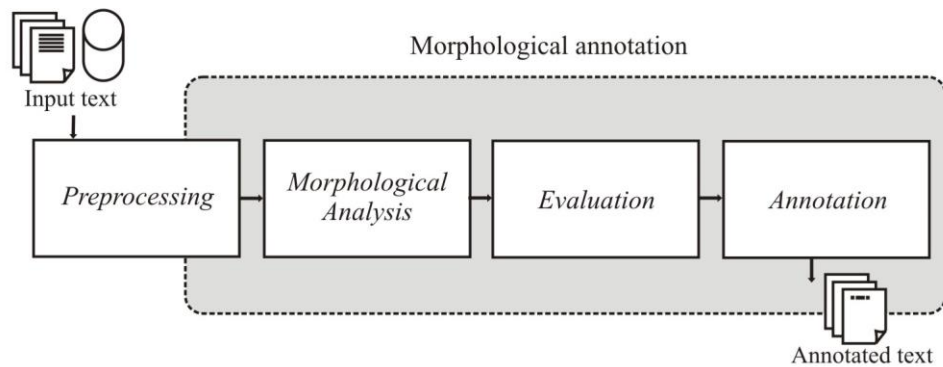 Morphological annotation
Input text
Preprocessing
Morphological
Analysis
Evaluation
Annotation
Annotated text